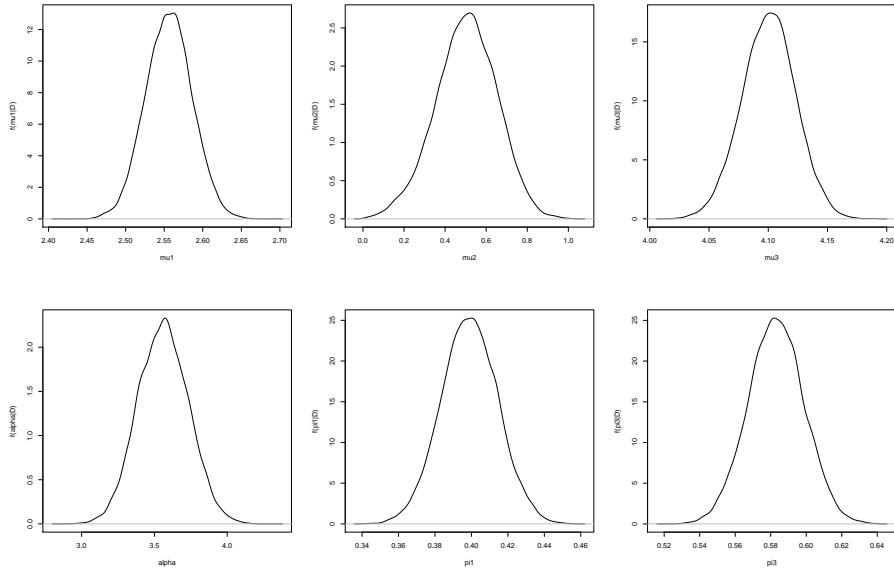 f(mu1|D)
0 2 4 6 8 10 12
2.40 2.45 2.50 2.55 2.60 2.65 2.70
mu1
f(mu2|D)
0.0 0.5 1.0 1.5 2.0 2.5
0.0 0.2 0.4 0.6 0.8 1.0
mu2
f(mu3|D)
0 5 10 15
4.00 4.05 4.10 4.15 4.20
mu3
f(alpha|D)
0.0 0.5 1.0 1.5 2.0
3.0 3.5 4.0
alpha
f(pi1|D)
0 5 10 15 20 25
0.34 0.36 0.38 0.40 0.42 0.44 0.46
pi1
f(pi3|D)
0 5 10 15 20 25
0.52 0.54 0.56 0.58 0.60 0.62 0.64
pi3